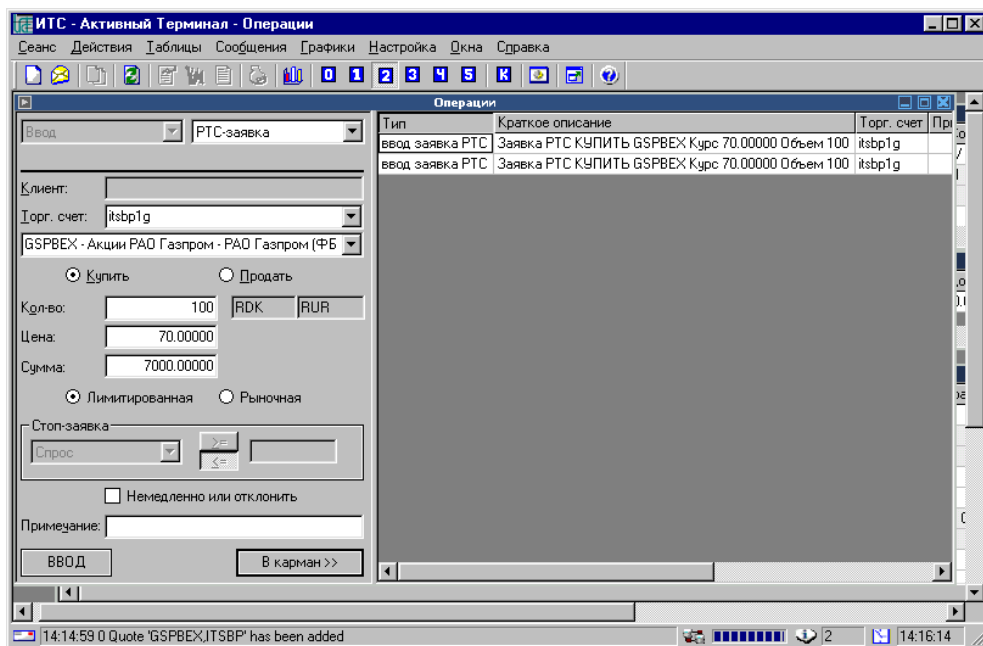 ИТС - Активный Терминал - Операции
Сеанс Действия Таблицы Сообщения Графики Настройка Окна Справка
0 1 2 3 4 5 K
Операции
Ввод РТС-заявка
Тип Краткое описание Торг. счет
ввод заявка РТС Заявка РТС КУПИТЬ GSPBEX Курс 70.00000 Объем 100 itsbp1g
ввод заявка РТС Заявка РТС КУПИТЬ GSPBEX Курс 70.00000 Объем 100 itsbp1g
Клиент:
Торг. счет: itsbp1g
GSPBEX - Акции РАО Газпром - РАО Газпром (ФБ
Купить Продать
Кол-во: 100 RDK RUR
Цена: 70.00000
Сумма: 7000.00000
Лимитированная Рыночная
Стоп-заявка
Спрос >=
<=
Немедленно или отклонить
Примечание:
ВВОД В карман >>
14:14:59 0 Quote 'GSPBEX,ITSBP' has been added 2 14:16:14